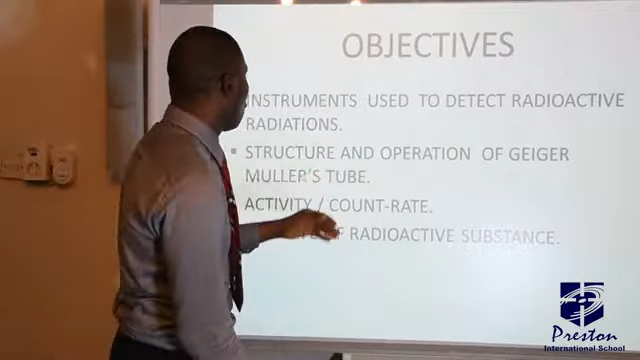 OBJECTIVES
INSTRUMENTS USED TO DETECT RADIOACTIVE
RADIATIONS.
▪ STRUCTURE AND OPERATION OF GEIGER
MULLER'S TUBE.
ACTIVITY / COUNT-RATE.
OF RADIOACTIVE SUBSTANCE.
Preston
International School